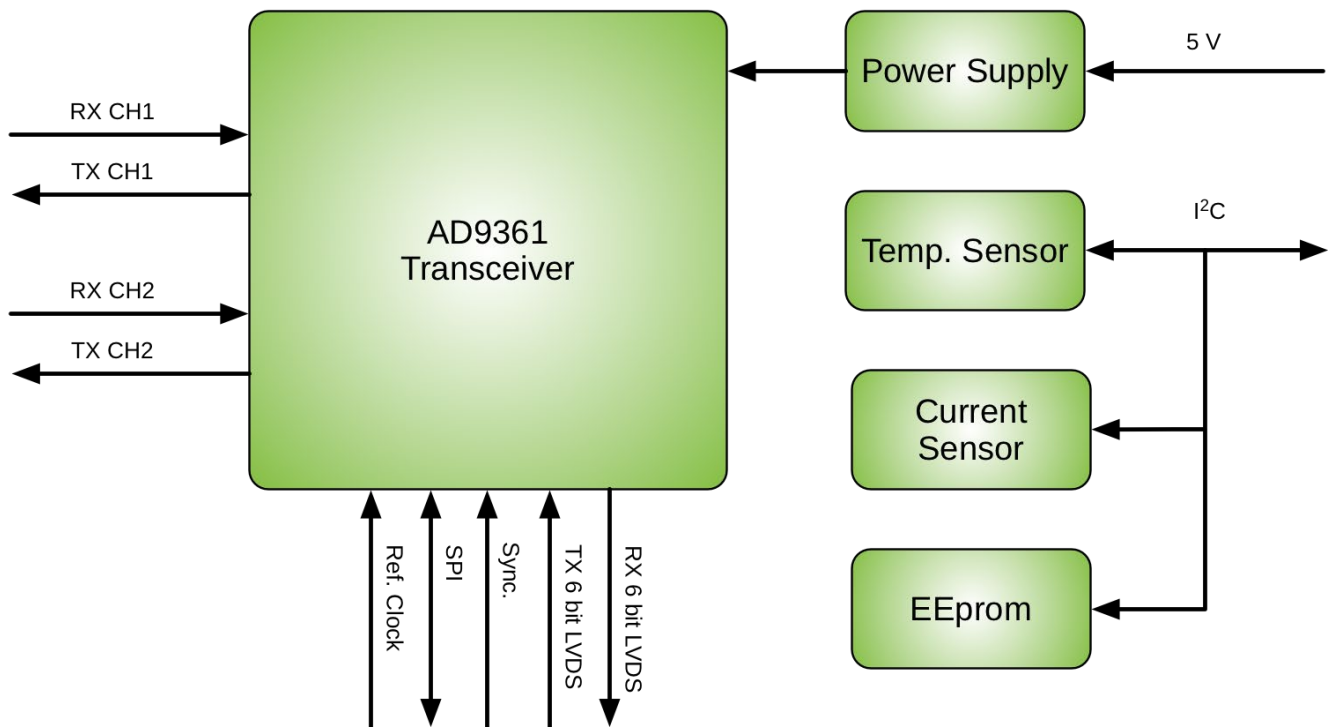 RX CH1
TX CH1
RX CH2
TX CH2
AD9361
Transceiver
Ref. Clock
SPI
Sync.
TX 6 bit LVDS
RX 6 bit LVDS
Power Supply
5 V
Temp. Sensor
I²C
Current
Sensor
EEprom